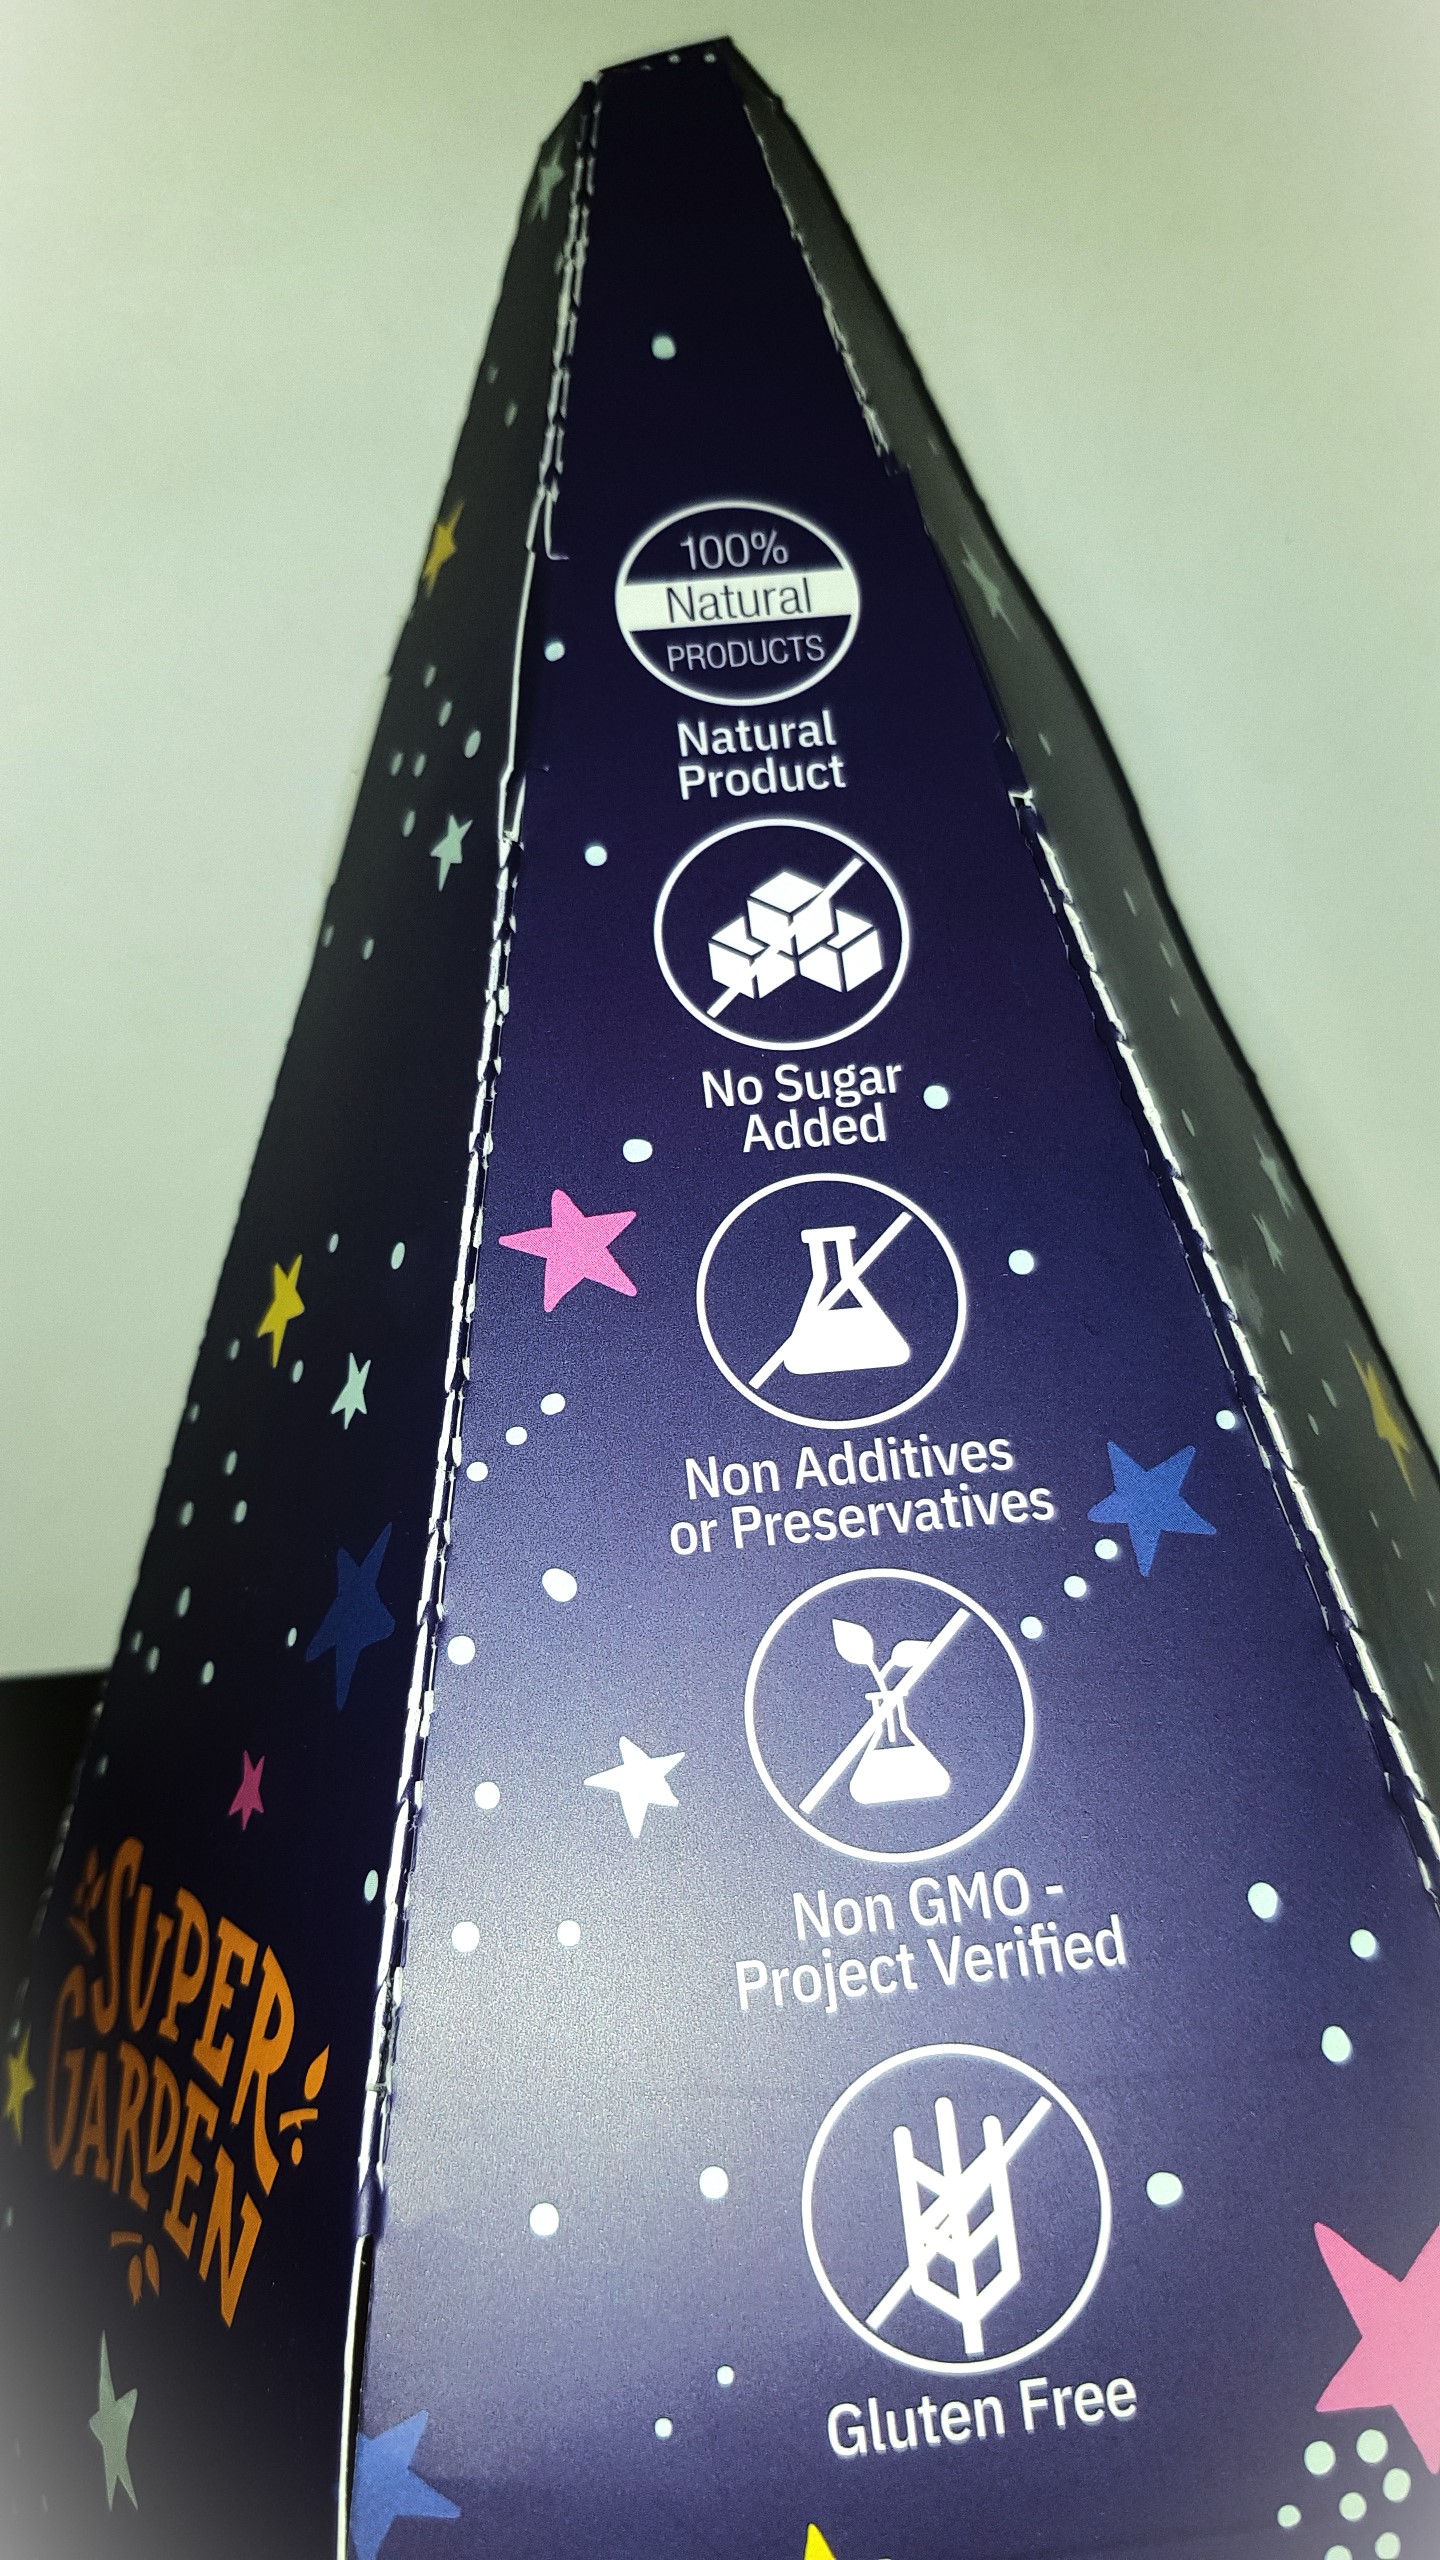 100%
Natural
PRODUCTS
Natural
Product
No Sugar
Added
Non Additives
or Preservatives
Non GMO -
Project Verified
Gluten Free
SUPER
GARDEN